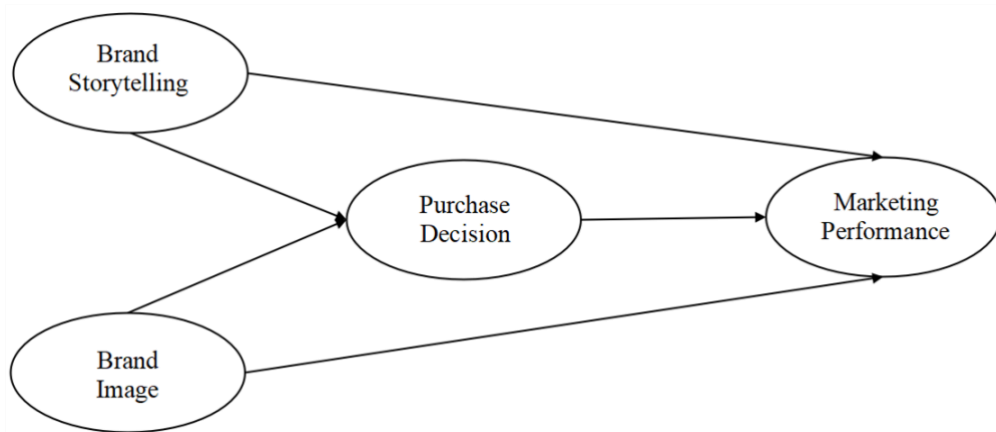 Brand
Storytelling
Purchase
Decision
Marketing
Performance
Brand
Image